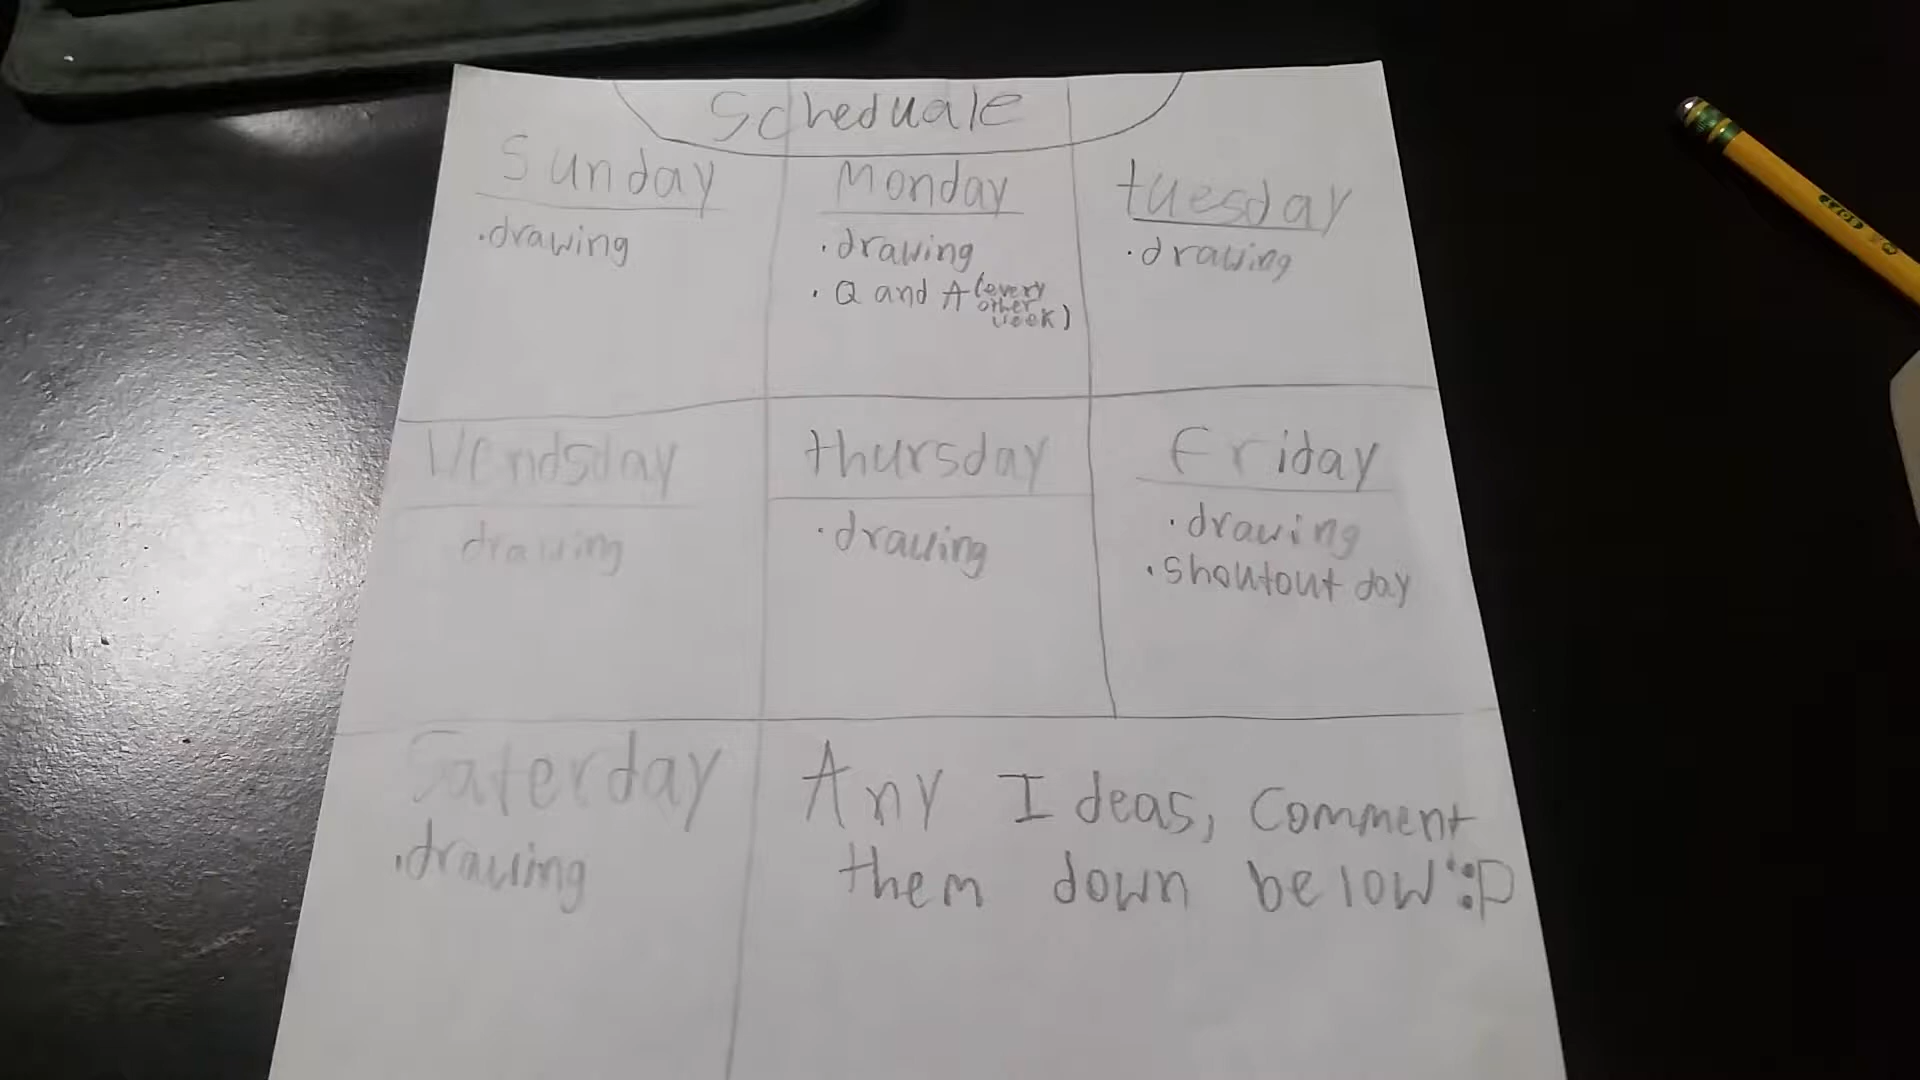 Scheduale
Sunday
.drawing
Monday
.drawing
. Q and A (every
other
week)
tuesday
.drawing
Wendsday
drawing
thursday
.drawing
Friday
.drawing
.shoutout day
Saterday
.drawing
Any Ideas, Comment
them down below :P